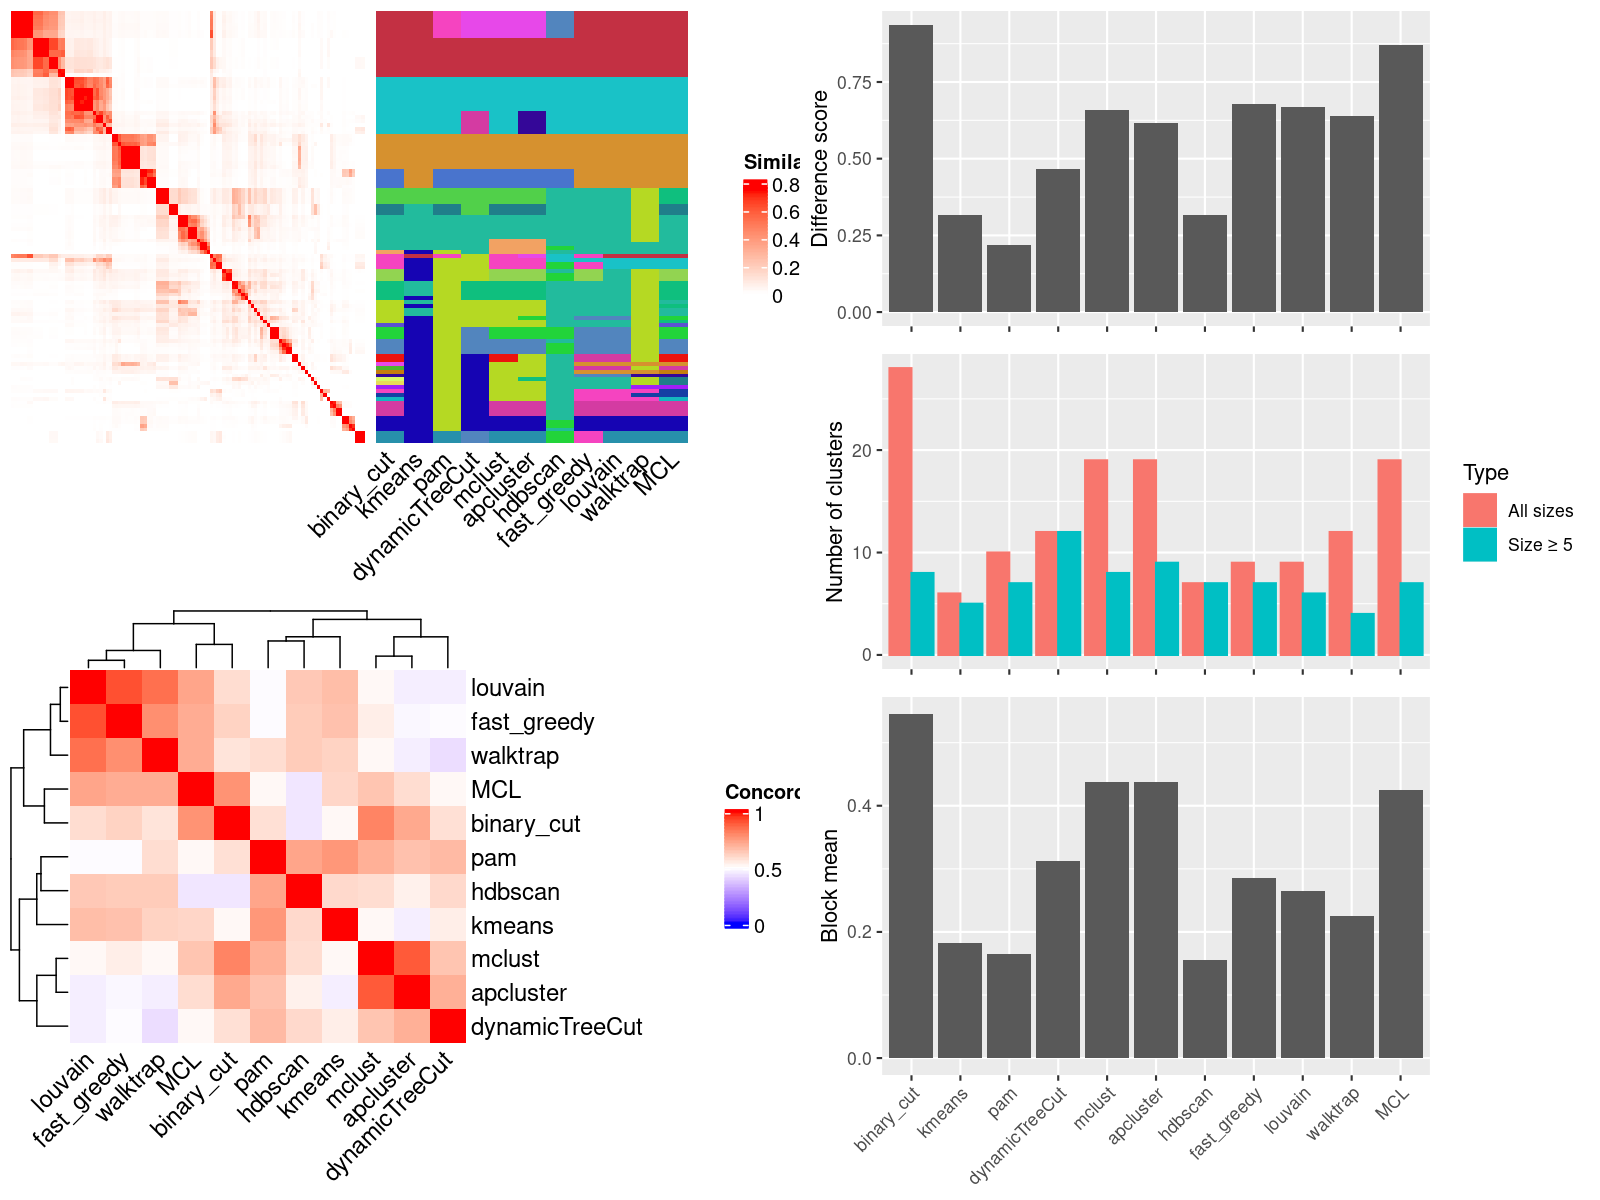 binary_cut
kmeans
pam
dynamicTreeCut
mclust
apcluster
hdbscan
fast_greedy
louvain
walktrap
MCL
Simila
0.8
0.6
0.4
0.2
0
Difference score
0.75
0.50
0.25
0.00
Number of clusters
20
10
0
Type
All sizes
Size ≥ 5
louvain
fast_greedy
walktrap
MCL
binary_cut
pam
hdbscan
kmeans
mclust
apcluster
dynamicTreeCut
louvain
fast_greedy
walktrap
MCL
binary_cut
pam
hdbscan
kmeans
mclust
apcluster
dynamicTreeCut
Concord
1
0.5
0
Block mean
0.4
0.2
0.0
binary_cut
kmeans
pam
dynamicTreeCut
mclust
apcluster
hdbscan
fast_greedy
louvain
walktrap
MCL